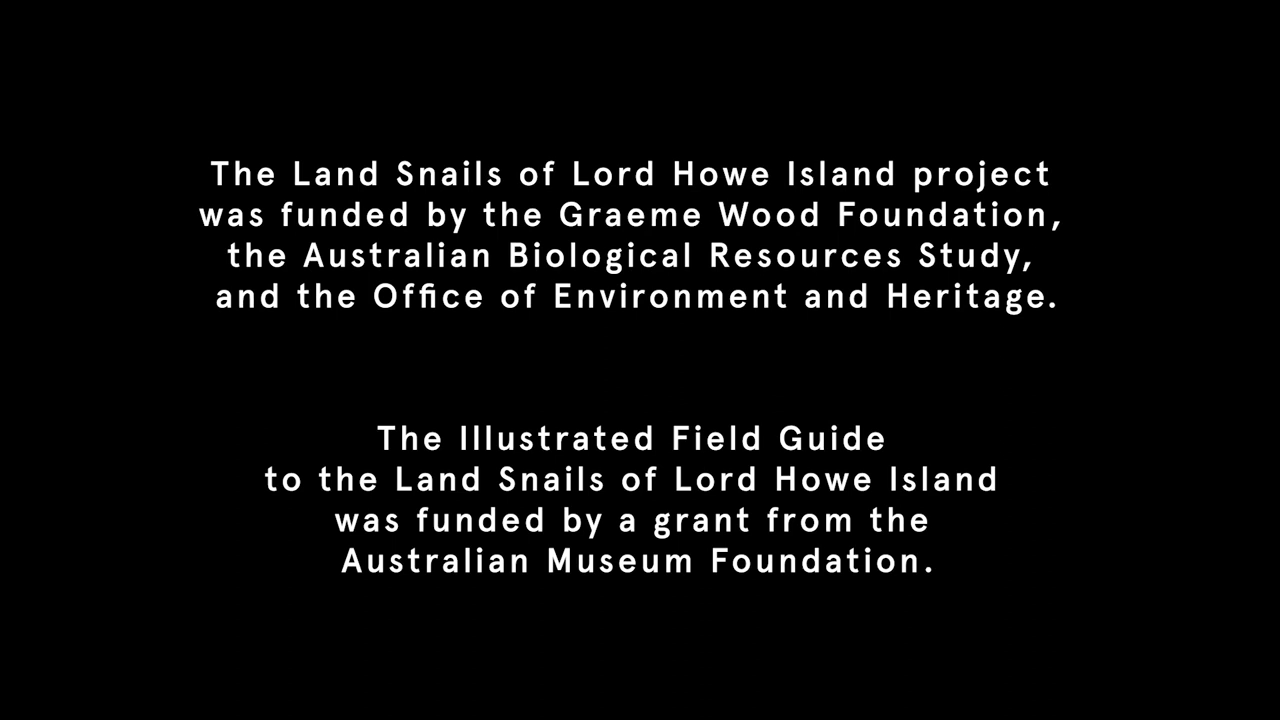 The Land Snails of Lord Howe Island project
was funded by the Graeme Wood Foundation,
the Australian Biological Resources Study,
and the Office of Environment and Heritage.
The Illustrated Field Guide
to the Land Snails of Lord Howe Island
was funded by a grant from the
Australian Museum Foundation.